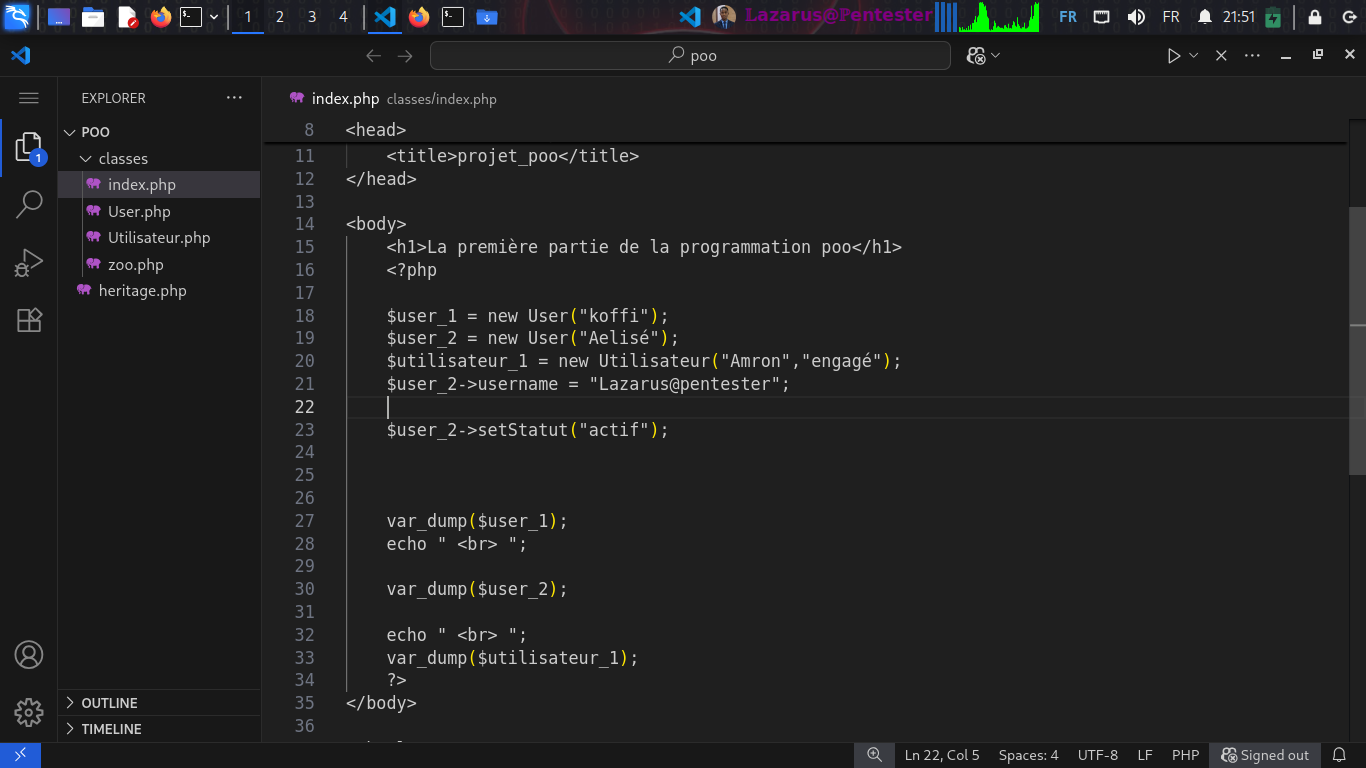 1 2 3 4 Lazarus@Pentester FR FR 21:51
poo
EXPLORER
index.php classes/index.php
POO
classes
index.php
User.php
Utilisateur.php
zoo.php
heritage.php
1
OUTLINE
TIMELINE
8 <head>
11 <title>projet_poo</title>
12 </head>
13
14 <body>
15 <h1>La première partie de la programmation poo</h1>
16 <?php
17
18 $user_1 = new User("koffi");
19 $user_2 = new User("Aelisé");
20 $utilisateur_1 = new Utilisateur("Amron","engagé");
21 $user_2->username = "Lazarus@pentester";
22
23 $user_2->setStatut("actif");
24
25
26
27 var_dump($user_1);
28 echo " <br> ";
29
30 var_dump($user_2);
31
32 echo " <br> ";
33 var_dump($utilisateur_1);
34 ?>
35 </body>
36
Ln 22, Col 5 Spaces: 4 UTF-8 LF PHP Signed out